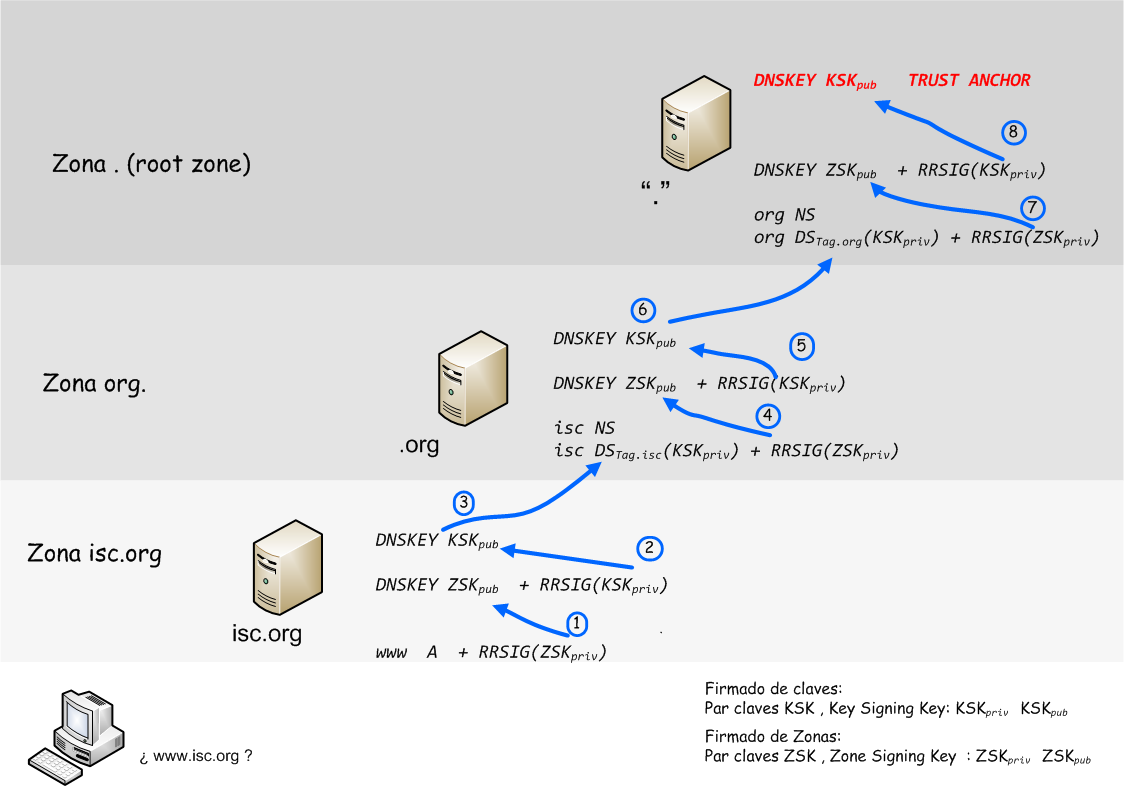 DNSKEY KSKpub TRUST ANCHOR
8
Zona . (root zone)
DNSKEY ZSKpub + RRSIG(KSKpriv)
“.”
7
org NS
org DSTag.org(KSKpriv) + RRSIG(ZSKpriv)
6
DNSKEY KSKpub
5
Zona org.
DNSKEY ZSKpub + RRSIG(KSKpriv)
4
.org
isc NS
isc DSTag.isc(KSKpriv) + RRSIG(ZSKpriv)
3
DNSKEY KSKpub
2
Zona isc.org
DNSKEY ZSKpub + RRSIG(KSKpriv)
1
isc.org
www A + RRSIG(ZSKpriv)
Firmado de claves:
Par claves KSK , Key Signing Key: KSKpriv KSKpub
Firmado de Zonas:
Par claves ZSK , Zone Signing Key : ZSKpriv ZSKpub
¿ www.isc.org ?